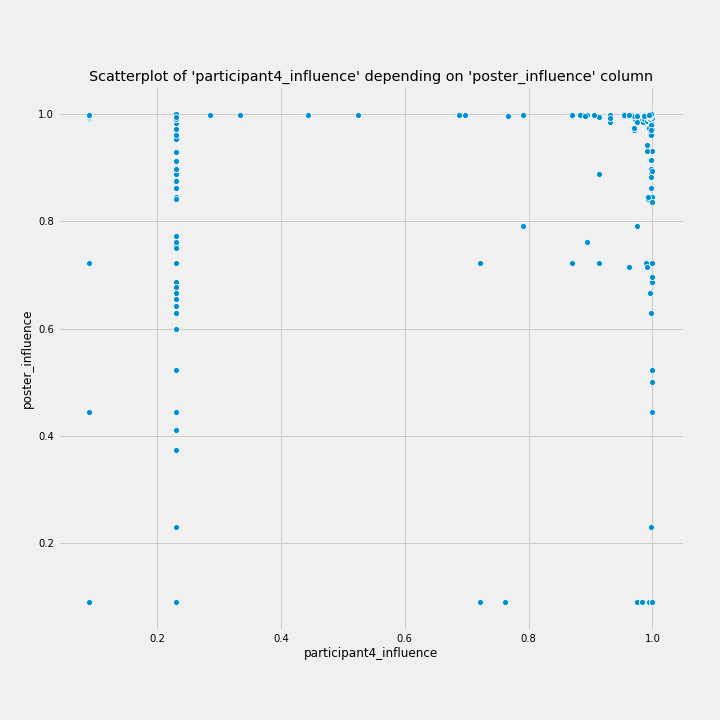 Scatterplot of 'participant4_influence' depending on 'poster_influence' column
1.0
0.8
0.6
0.4
0.2
poster_influence
0.2 0.4 0.6 0.8 1.0
participant4_influence